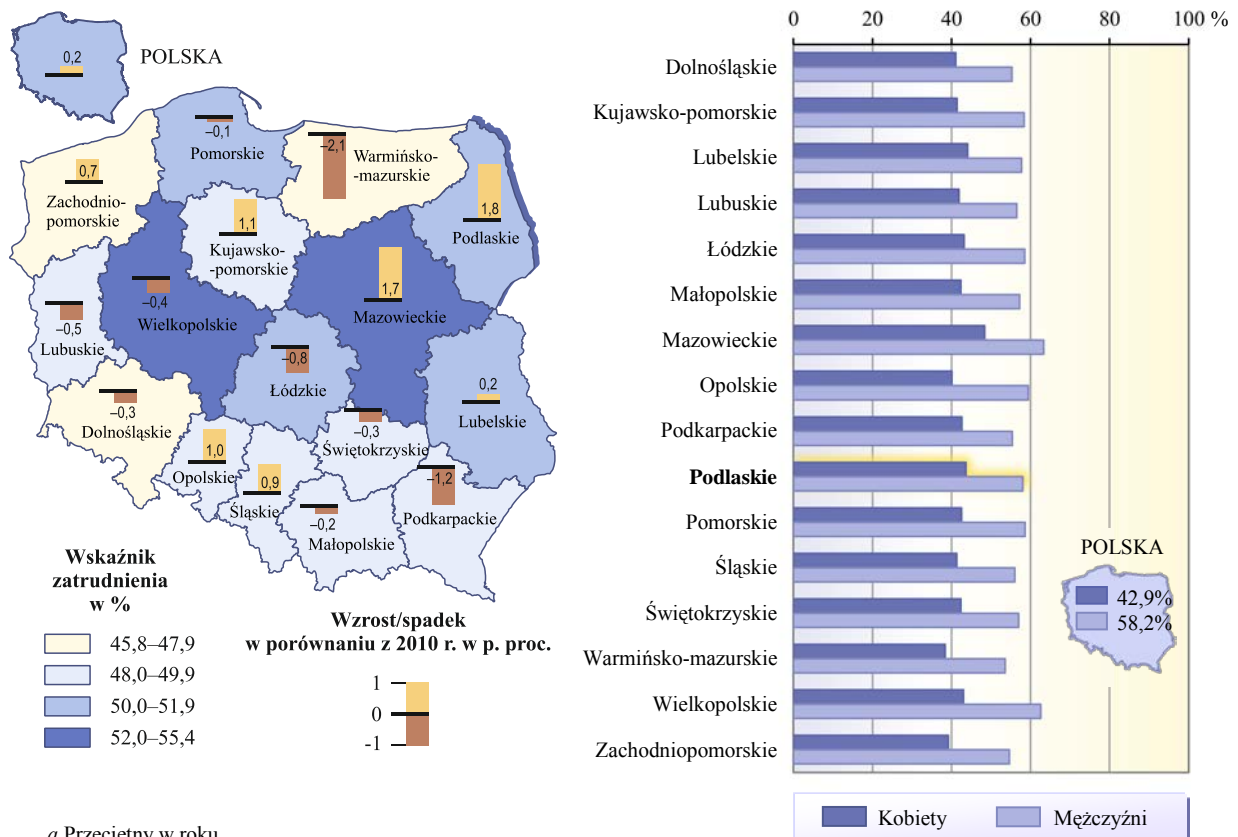 POLSKA
0,2
–0,1
Pomorskie
–2,1
Warmińsko-
-mazurskie
0,7
Zachodnio-
pomorskie
1,1
Kujawsko-
-pomorskie
1,8
Podlaskie
–0,4
Wielkopolskie
1,7
Mazowieckie
–0,5
Lubuskie
–0,8
Łódzkie
0,2
Lubelskie
–0,3
Dolnośląskie
–0,3
Świętokrzyskie
1,0
Opolskie
0,9
Śląskie
–0,2
Małopolskie
–1,2
Podkarpackie
Wskaźnik
zatrudnienia
w %
45,8–47,9
48,0–49,9
50,0–51,9
52,0–55,4
Wzrost/spadek
w porównaniu z 2010 r. w p. proc.
1
0
-1
a Przeciętny w roku
0 20 40 60 80 100 %
Dolnośląskie
Kujawsko-pomorskie
Lubelskie
Lubuskie
Łódzkie
Małopolskie
Mazowieckie
Opolskie
Podkarpackie
Podlaskie
Pomorskie
Śląskie
Świętokrzyskie
Warmińsko-mazurskie
Wielkopolskie
Zachodniopomorskie
POLSKA
42,9%
58,2%
Kobiety Mężczyźni